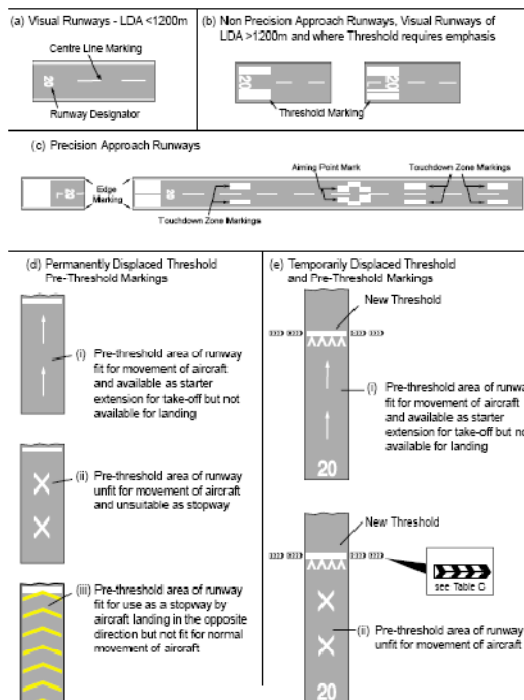 (a) Visual Runways - LDA <1200m
Centre Line Marking
20
Runway Designator
(b) Non Precision Approach Runways, Visual Runways of
LDA >1200m and where Threshold requires emphasis
20
20
L
Threshold Marking
(c) Precision Approach Runways
20
L
Edge
Marking
20
Touchdown Zone Markings
Aiming Point Mark
Touchdown Zone Markings
(d) Permanently Displaced Threshold
Pre-Threshold Markings
(i) Pre-threshold area of runway
fit for movement of aircraft
and available as starter
extension for take-off but not
available for landing
(ii) Pre-threshold area of runway
unfit for movement of aircraft
and unsuitable as stopway
(iii) Pre-threshold area of runway
fit for use as a stopway by
aircraft landing in the opposite
direction but not fit for normal
movement of aircraft
(e) Temporarily Displaced Threshold
and Pre-Threshold Markings
New Threshold
(i) Pre-threshold area of runwa
fit for movement of aircraft
and available as starter
extension for take-off but no
available for landing
20
New Threshold
see Table
(ii) Pre-threshold area of runway
unfit for movement of aircraft
20